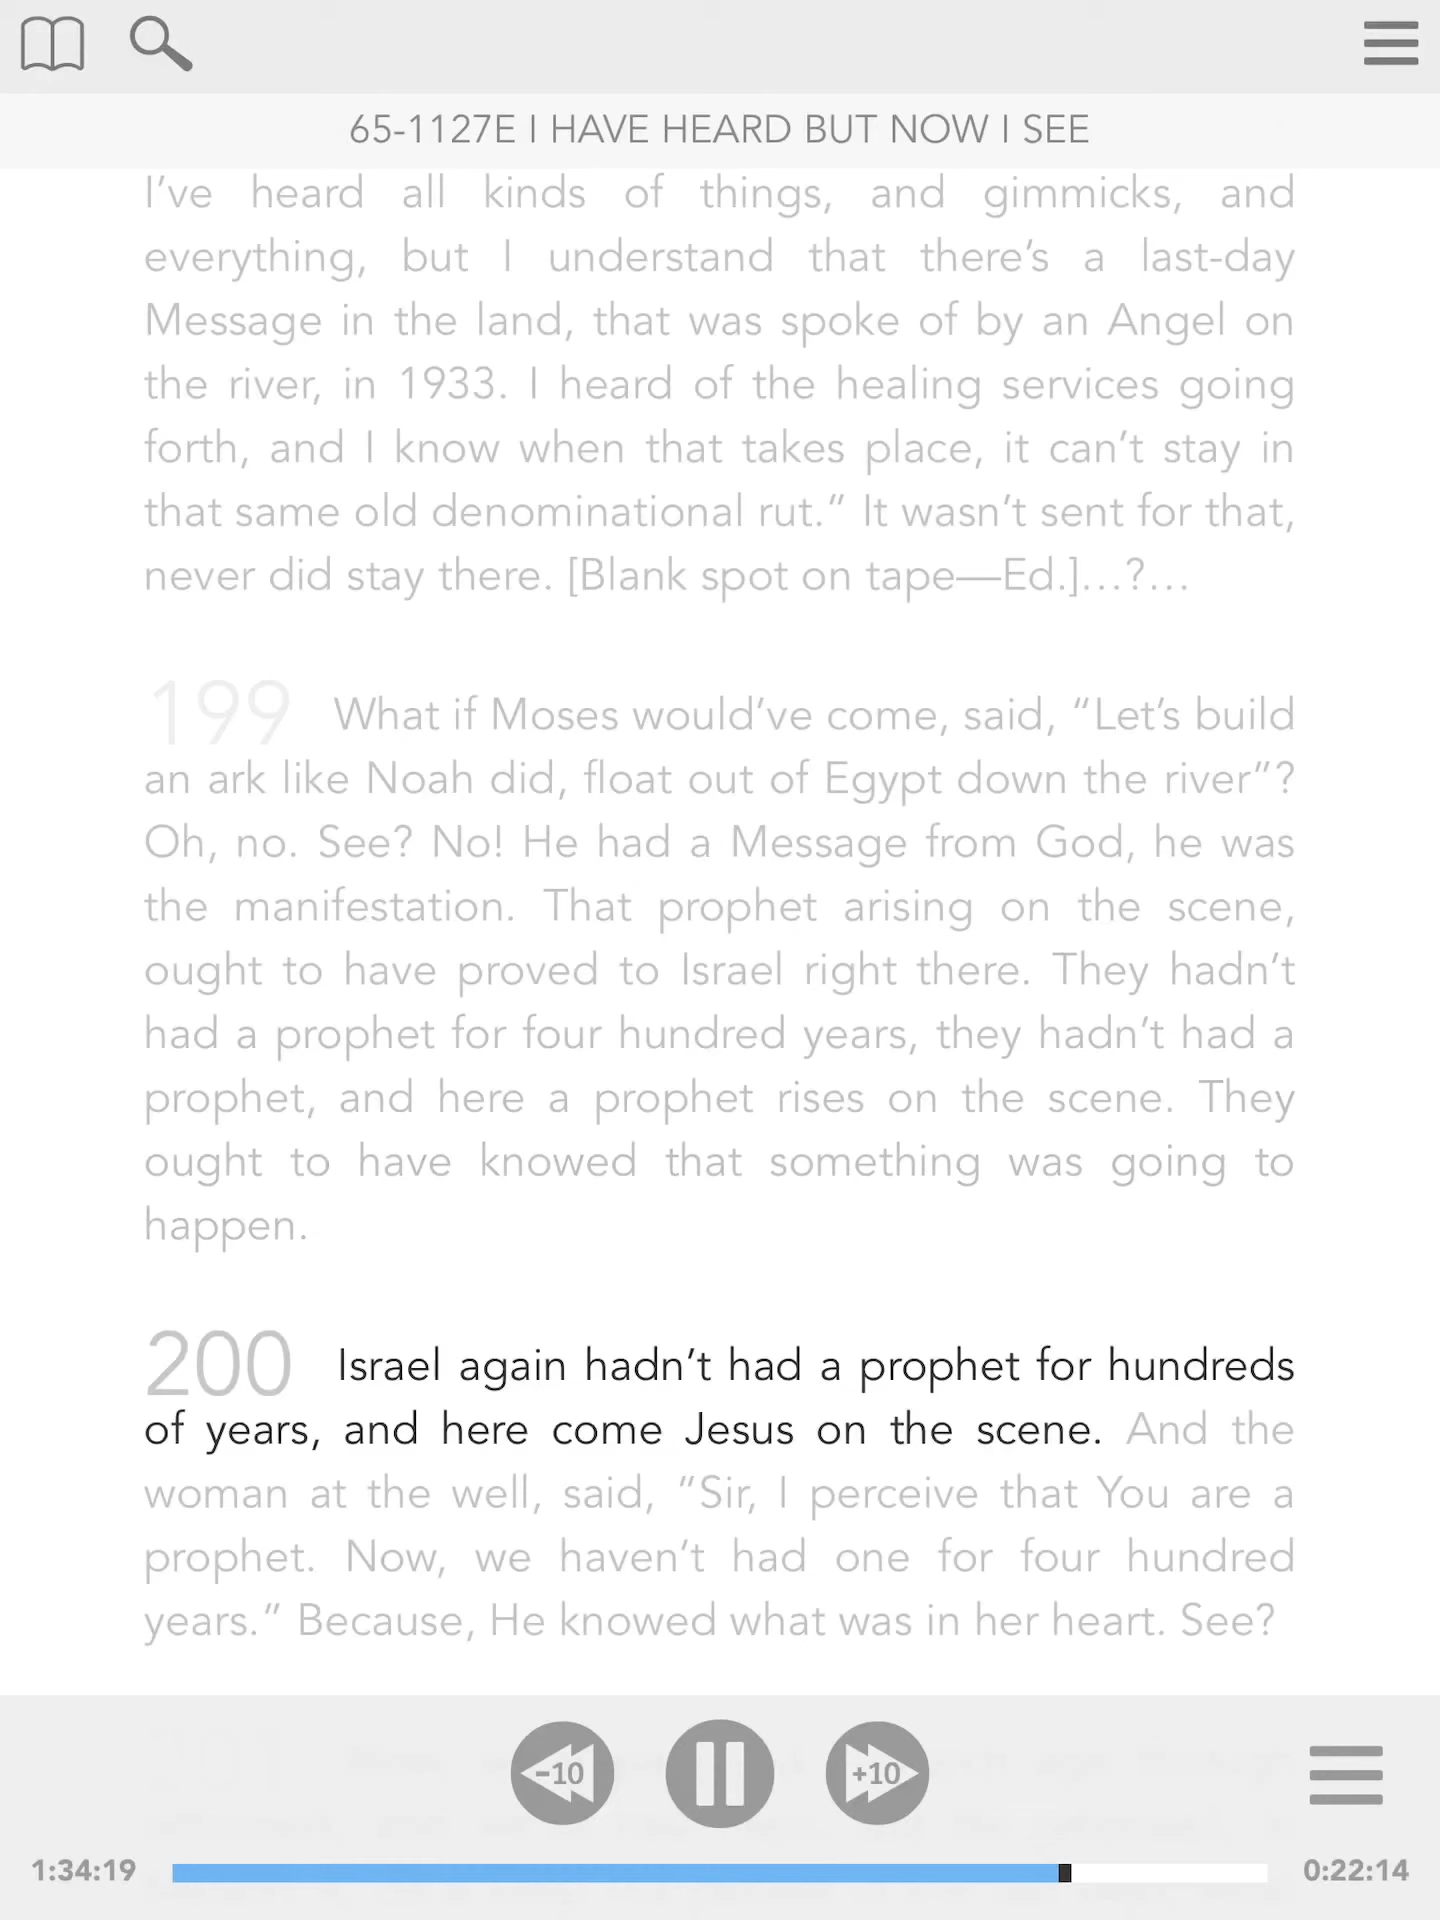 65-1127E I HAVE HEARD BUT NOW I SEE
I’ve heard all kinds of things, and gimmicks, and
everything, but I understand that there’s a last-day
Message in the land, that was spoke of by an Angel on
the river, in 1933. I heard of the healing services going
forth, and I know when that takes place, it can’t stay in
that same old denominational rut.” It wasn’t sent for that,
never did stay there. [Blank spot on tape—Ed.]…?…
199 What if Moses would’ve come, said, “Let’s build
an ark like Noah did, float out of Egypt down the river”?
Oh, no. See? No! He had a Message from God, he was
the manifestation. That prophet arising on the scene,
ought to have proved to Israel right there. They hadn’t
had a prophet for four hundred years, they hadn’t had a
prophet, and here a prophet rises on the scene. They
ought to have knowed that something was going to
happen.
200 Israel again hadn’t had a prophet for hundreds
of years, and here come Jesus on the scene. And the
woman at the well, said, “Sir, I perceive that You are a
prophet. Now, we haven’t had one for four hundred
years.” Because, He knowed what was in her heart. See?
-10 +10
1:34:19 0:22:14